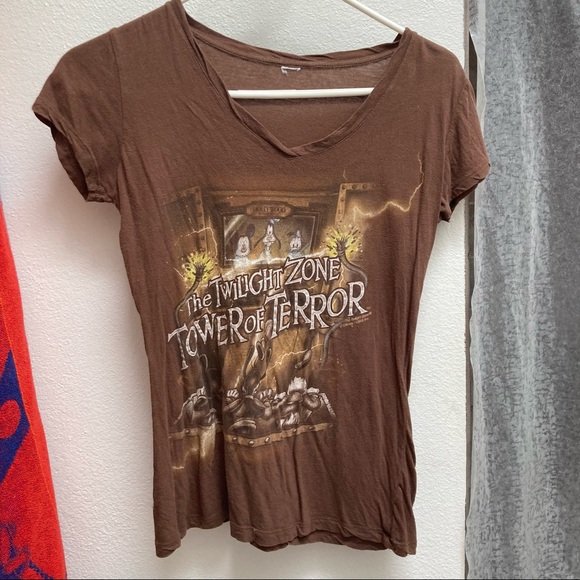 The Twilight Zone
Tower of Terror